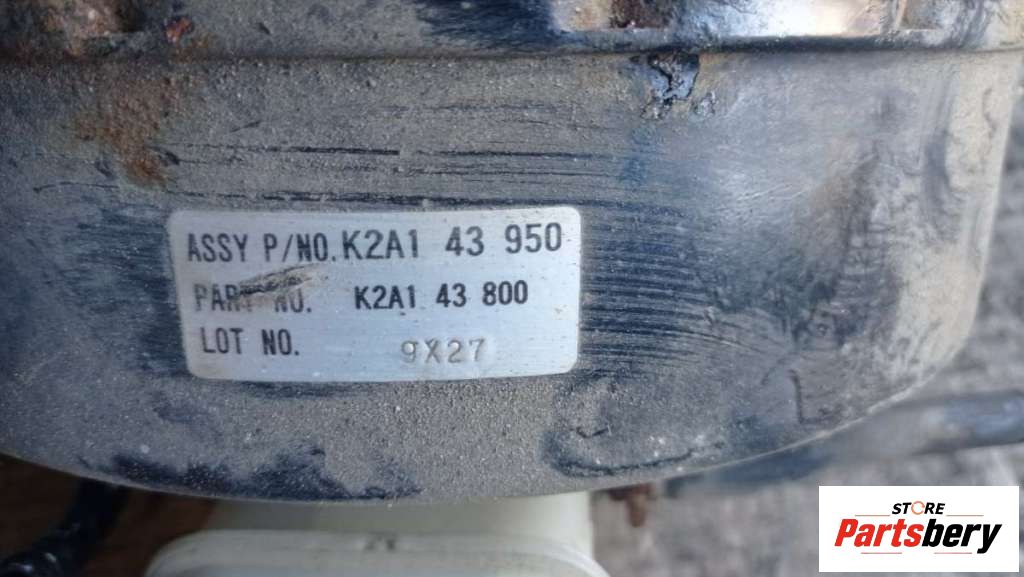 ASSY P/NO. K2A1 43 950
PART NO. K2A1 43 800
LOT NO. 9X27
STORE
Partsbery